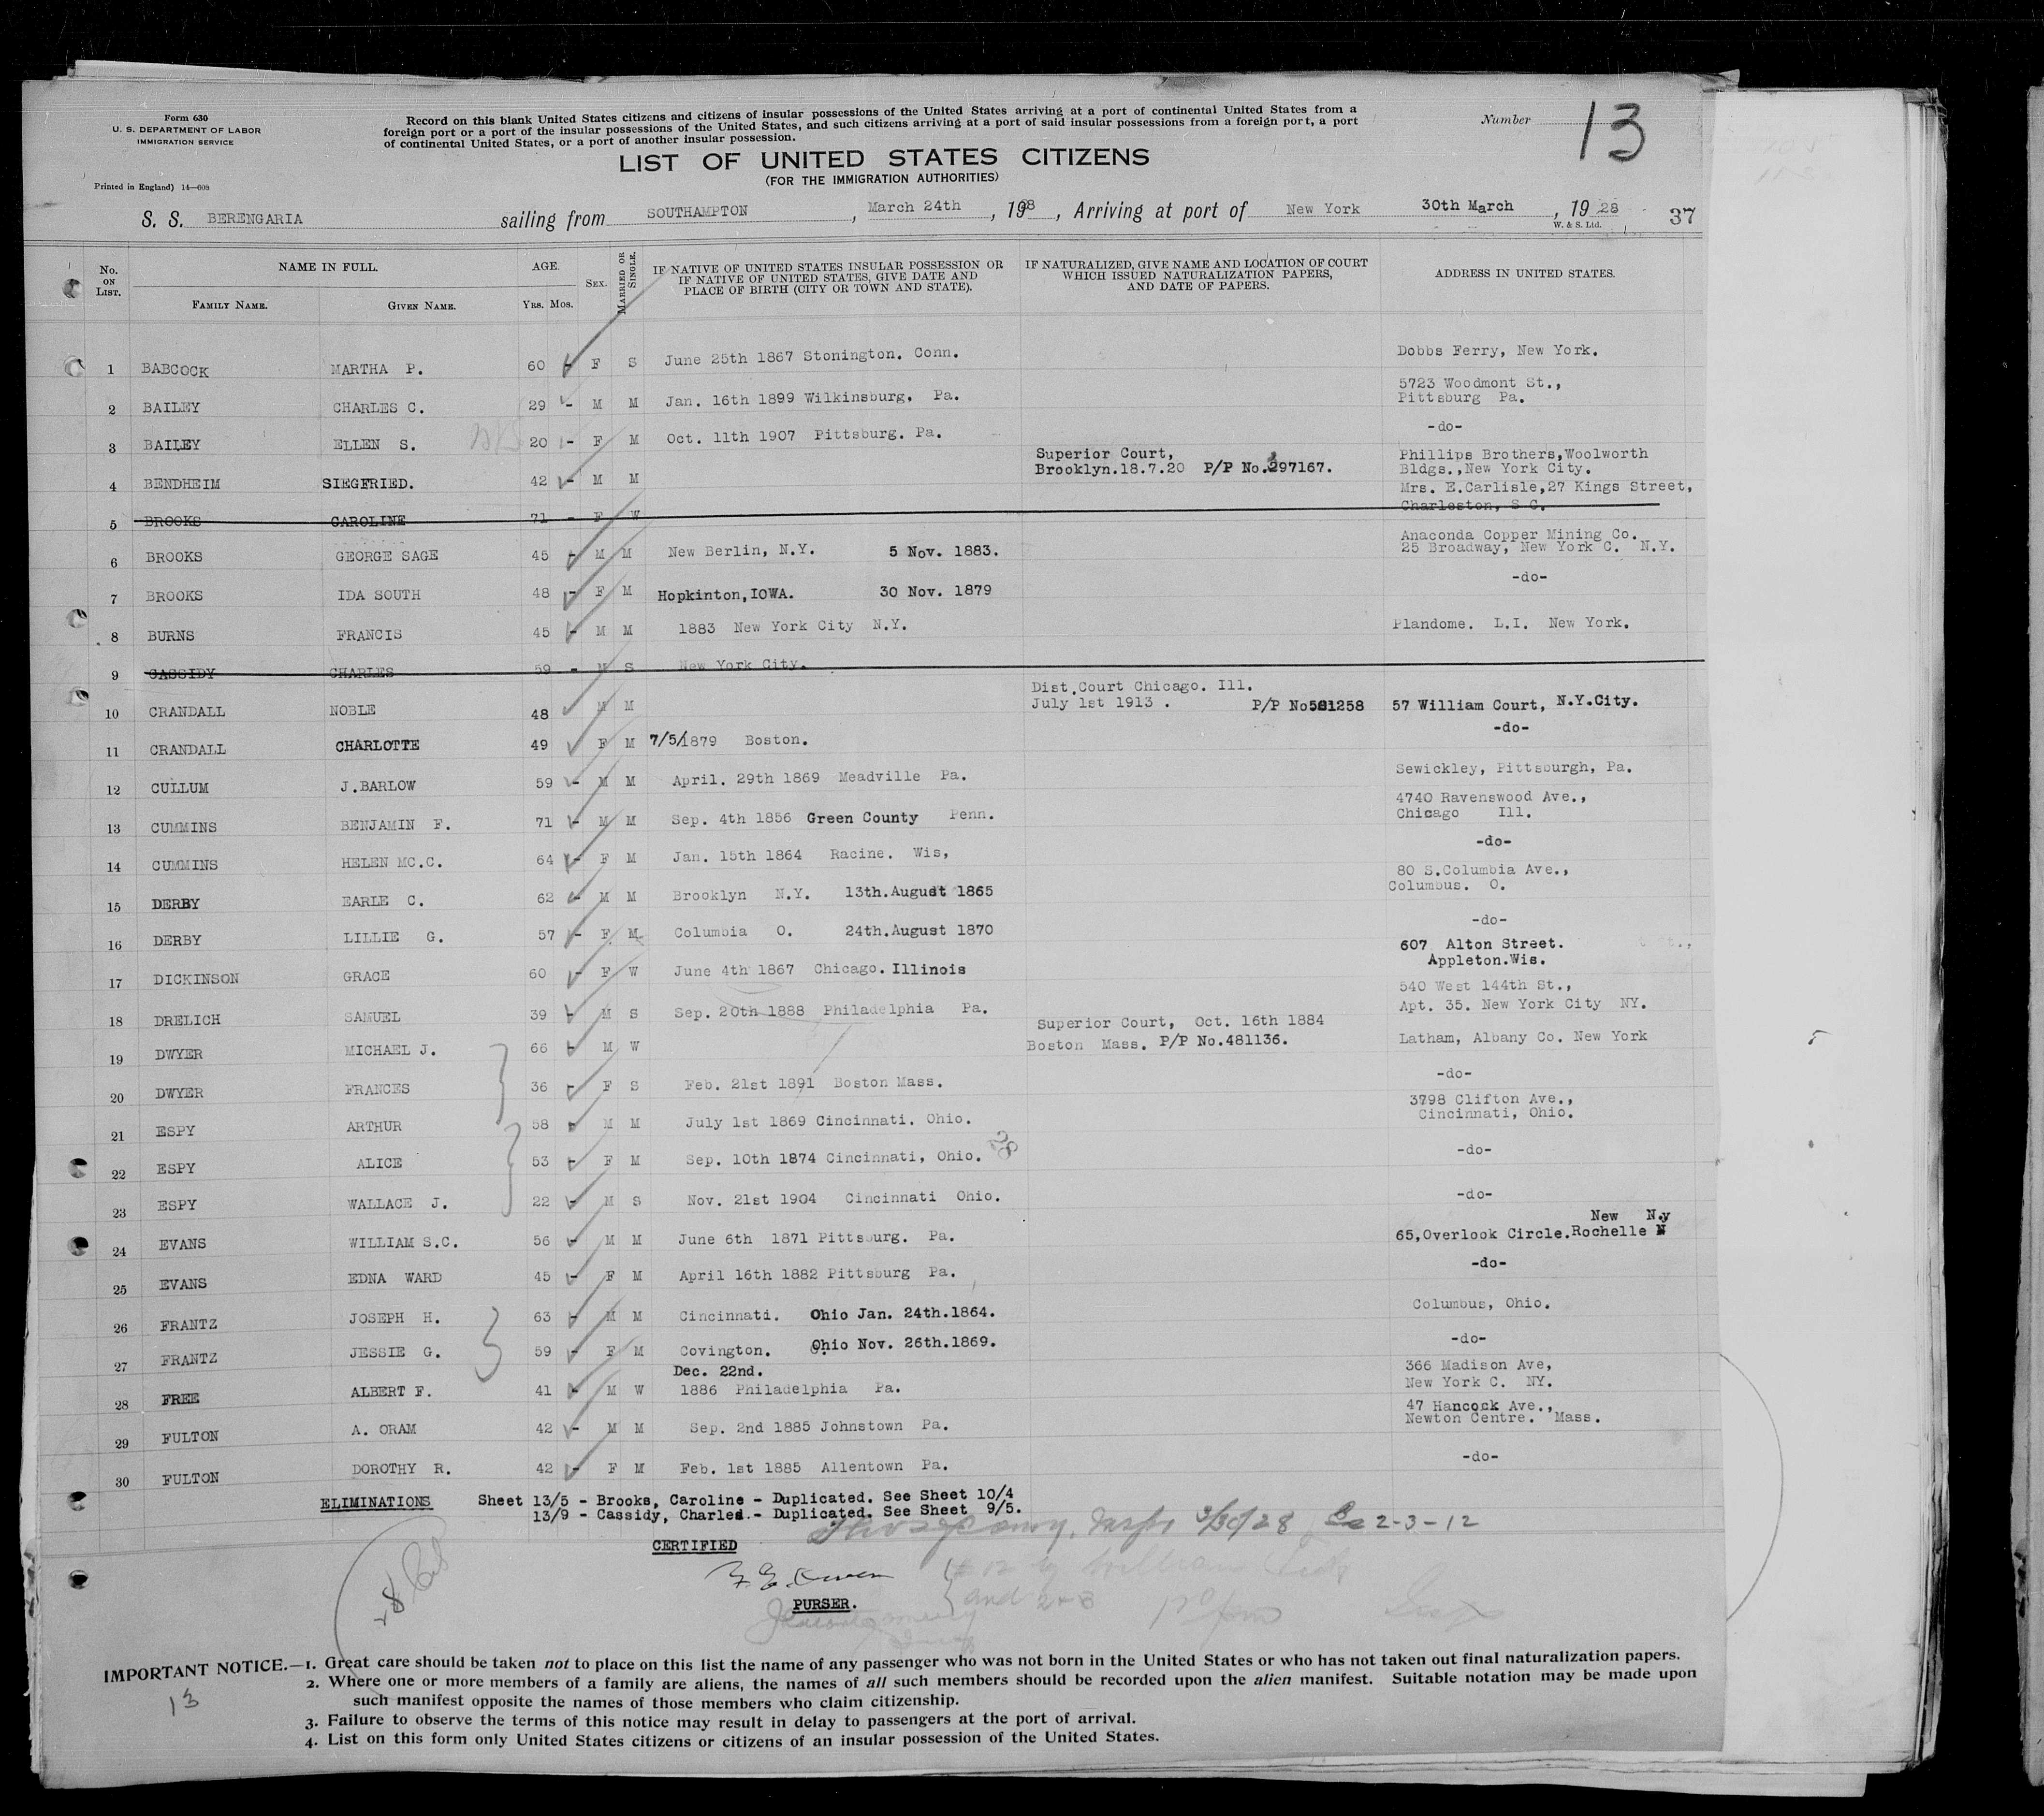 Form 630
U. S. DEPARTMENT OF LABOR
IMMIGRATION SERVICE
Record on this blank United States citizens and citizens of insular possessions of the United States arriving at a port of continental United States from a
foreign port or a port of the insular possessions of the United States, and such citizens arriving at a port of said insular possessions from a foreign port, a port
of continental United States, or a port of another insular possession.
Number 13
LIST OF UNITED STATES CITIZENS
(FOR THE IMMIGRATION AUTHORITIES)
Printed in England) 14—608
S. S. BERENGARIA sailing from SOUTHAMPTON, March 24th, 1928, Arriving at port of New York 30th March, 1928
W. & S. Ltd.
37
No. ON LIST. NAME IN FULL. AGE. SEX. MARRIED OR SINGLE. IF NATIVE OF UNITED STATES INSULAR POSSESSION OR IF NATIVE OF UNITED STATES, GIVE DATE AND PLACE OF BIRTH (CITY OR TOWN AND STATE). IF NATURALIZED, GIVE NAME AND LOCATION OF COURT WHICH ISSUED NATURALIZATION PAPERS, AND DATE OF PAPERS. ADDRESS IN UNITED STATES.
FAMILY NAME. GIVEN NAME. YRS. MOS.
1 BABCOCK MARTHA P. 60 - F S June 25th 1867 Stonington. Conn. Dobbs Ferry, New York.
2 BAILEY CHARLES C. 29 - M M Jan. 16th 1899 Wilkinsburg. Pa. 5723 Woodmont St., Pittsburg Pa.
3 BAILEY ELLEN S. 20 - F M Oct. 11th 1907 Pittsburg. Pa. -do-
4 BENDHEIM SIEGFRIED. 42 - M M Superior Court, Brooklyn.18.7.20 P/P No.397167. Phillips Brothers,Woolworth Bldgs.,New York City.
5 BROOKS CAROLINE 71 - F W Mrs. E.Carlisle,27 Kings Street, Charleston, S C.
6 BROOKS GEORGE SAGE 45 - M M New Berlin, N.Y. 5 Nov. 1883. Anaconda Copper Mining Co. 25 Broadway, New York C. N.Y.
7 BROOKS IDA SOUTH 48 - F M Hopkinton,IOWA. 30 Nov. 1879 -do-
8 BURNS FRANCIS 45 - M M 1883 New York City N.Y. Plandome. L.I. New York.
9 CASSIDY CHARLES 59 - M S New York City.
10 CRANDALL NOBLE 48 M M Dist.Court Chicago. Ill. July 1st 1913 . P/P No 521258 57 William Court, N.Y.City.
11 CRANDALL CHARLOTTE 49 F M 7/5/1879 Boston. -do-
12 CULLUM J.BARLOW 59 - M M April. 29th 1869 Meadville Pa. Sewickley, Pittsburgh, Pa.
13 CUMMINS BENJAMIN F. 71 - M M Sep. 4th 1856 Green County Penn. 4740 Ravenswood Ave., Chicago Ill.
14 CUMMINS HELEN MC.C. 64 - F M Jan. 15th 1864 Racine. Wis, -do-
15 DERBY EARLE C. 62 - M M Brooklyn N.Y. 13th.August 1865 80 S.Columbia Ave., Columbus. O.
16 DERBY LILLIE G. 57 - F M Columbia O. 24th.August 1870 -do-
17 DICKINSON GRACE 60 - F W June 4th 1867 Chicago. Illinois 607 Alton Street. Appleton.Wis.
18 DRELICH SAMUEL 39 - M S Sep. 20th 1888 Philadelphia Pa. 540 West 144th St., Apt. 35. New York City NY.
19 DWYER MICHAEL J. 66 - M W Superior Court, Oct. 16th 1884 Boston Mass. P/P No.481136. Latham, Albany Co. New York
20 DWYER FRANCES 36 - F S Feb. 21st 1891 Boston Mass. -do-
21 ESPY ARTHUR 58 - M M July 1st 1869 Cincinnati. Ohio. 3798 Clifton Ave., Cincinnati, Ohio.
22 ESPY ALICE 53 - F M Sep. 10th 1874 Cincinnati, Ohio. 28 -do-
23 ESPY WALLACE J. 22 - M S Nov. 21st 1904 Cincinnati Ohio. -do-
24 EVANS WILLIAM S.C. 56 - M M June 6th 1871 Pittsburg. Pa. 65,Overlook Circle. New Rochelle N.y
25 EVANS EDNA WARD 45 - F M April 16th 1882 Pittsburg Pa. -do-
26 FRANTZ JOSEPH H. 63 - M M Cincinnati. Ohio Jan. 24th.1864. Columbus, Ohio.
27 FRANTZ JESSIE G. 59 - F M Covington. Ohio Nov. 26th.1869. -do-
28 FREE ALBERT F. 41 - M W Dec. 22nd. 1886 Philadelphia Pa. 366 Madison Ave, New York C. NY.
29 FULTON A. ORAM 42 - M M Sep. 2nd 1885 Johnstown Pa. 47 Hancock Ave., Newton Centre. Mass.
30 FULTON DOROTHY R. 42 - F M Feb. 1st 1885 Allentown Pa. -do-
ELIMINATIONS Sheet 13/5 - Brooks, Caroline - Duplicated. See Sheet 10/4
13/9 - Cassidy, Charles.- Duplicated. See Sheet 9/5.
3/30/28 2-3-12
CERTIFIED
PURSER.
IMPORTANT NOTICE.—1. Great care should be taken not to place on this list the name of any passenger who was not born in the United States or who has not taken out final naturalization papers.
2. Where one or more members of a family are aliens, the names of all such members should be recorded upon the alien manifest. Suitable notation may be made upon
such manifest opposite the names of those members who claim citizenship.
3. Failure to observe the terms of this notice may result in delay to passengers at the port of arrival.
4. List on this form only United States citizens or citizens of an insular possession of the United States.
13